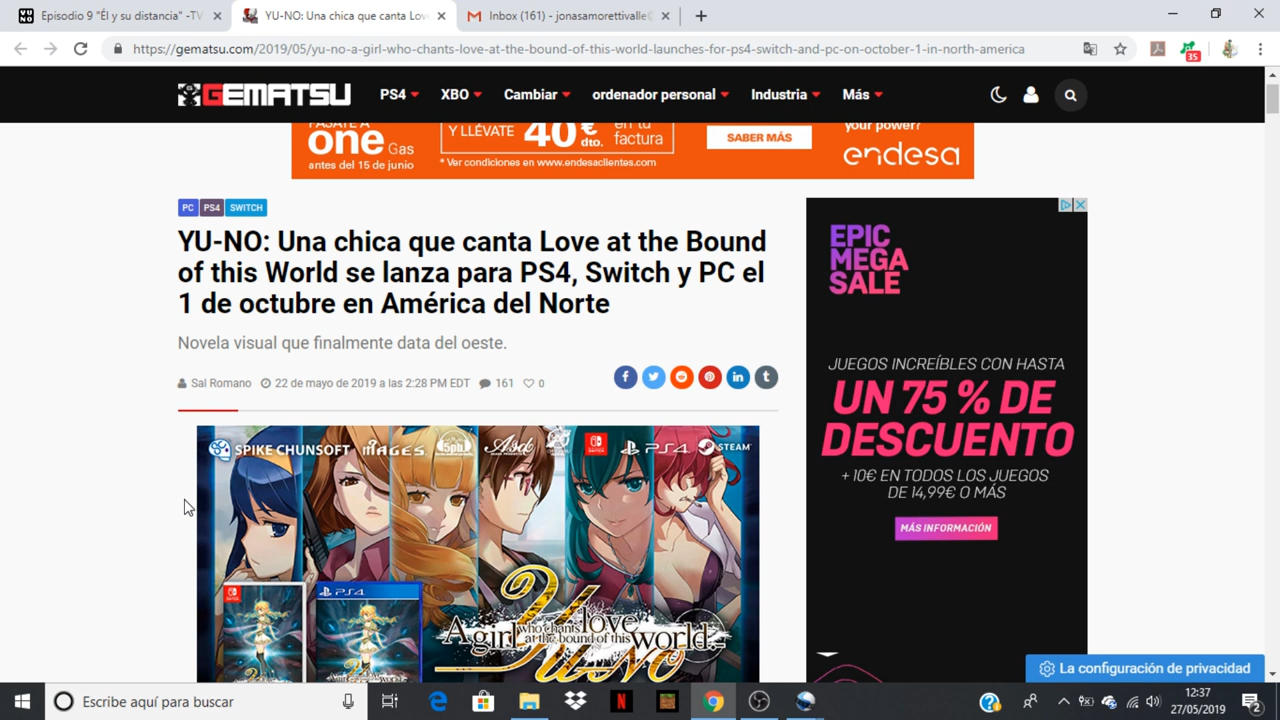 Episodio 9 "Él y su distancia" -TV
YU-NO: Una chica que canta Lov
Inbox (161) - jonasamorettivalle
https://gematsu.com/2019/05/yu-no-a-girl-who-chants-love-at-the-bound-of-this-world-launches-for-ps4-switch-and-pc-on-october-1-in-north-america
35
GEMATSU
PS4
XBO
Cambiar
ordenador personal
Industria
Más
PÁSATE A
one Gas
antes del 15 de junio
Y LLÉVATE 40€ dto. en tu factura
* Ver condiciones en www.endesaclientes.com
SABER MÁS
your power?
endesa
PC PS4 SWITCH
YU-NO: Una chica que canta Love at the Bound
of this World se lanza para PS4, Switch y PC el
1 de octubre en América del Norte
Novela visual que finalmente data del oeste.
Sal Romano 22 de mayo de 2019 a las 2:28 PM EDT 161 0
SPIKE CHUNSOFT MAGES. 5pb. PS4 STEAM
PS4
A girl who chants love at the bound of this world.
YU-NO
EPIC
MEGA
SALE
JUEGOS INCREÍBLES CON HASTA
UN 75 % DE
DESCUENTO
+ 10€ EN TODOS LOS JUEGOS
DE 14,99€ O MÁS
MÁS INFORMACIÓN
La configuración de privacidad
Escribe aquí para buscar
12:37
27/05/2019
2